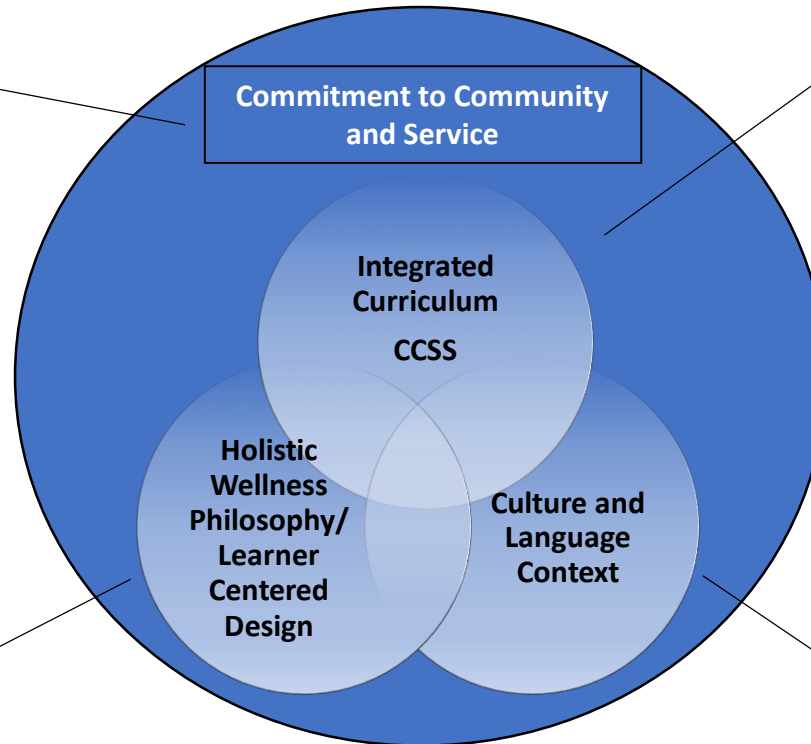 Commitment to Community
and Service
Integrated
Curriculum
CCSS
Holistic
Wellness
Philosophy/
Learner
Centered
Design
Culture and
Language
Context